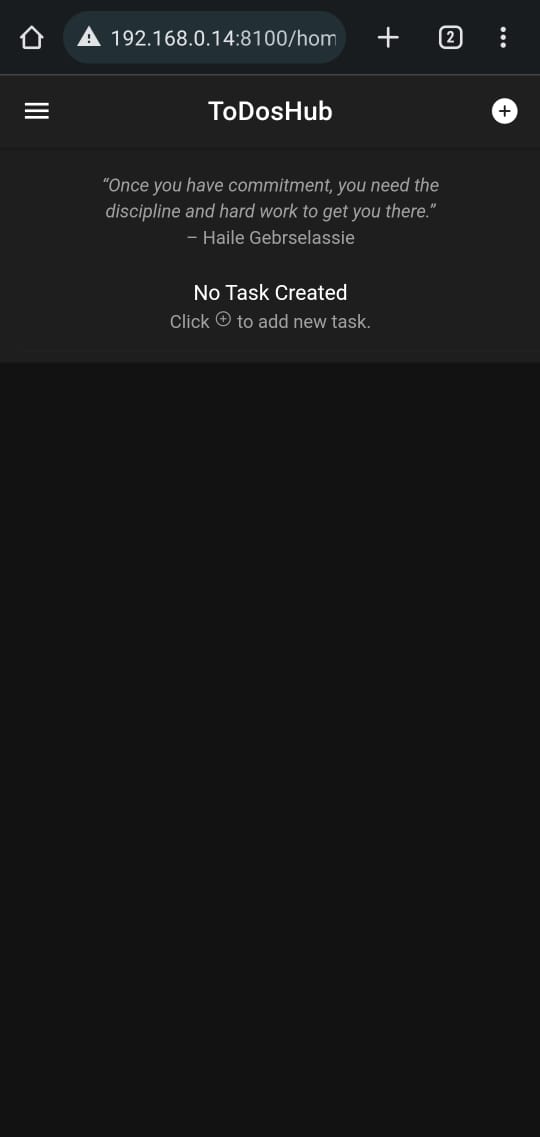 192.168.0.14:8100/hom
2
ToDosHub
“Once you have commitment, you need the
discipline and hard work to get you there.”
– Haile Gebrselassie
No Task Created
Click to add new task.